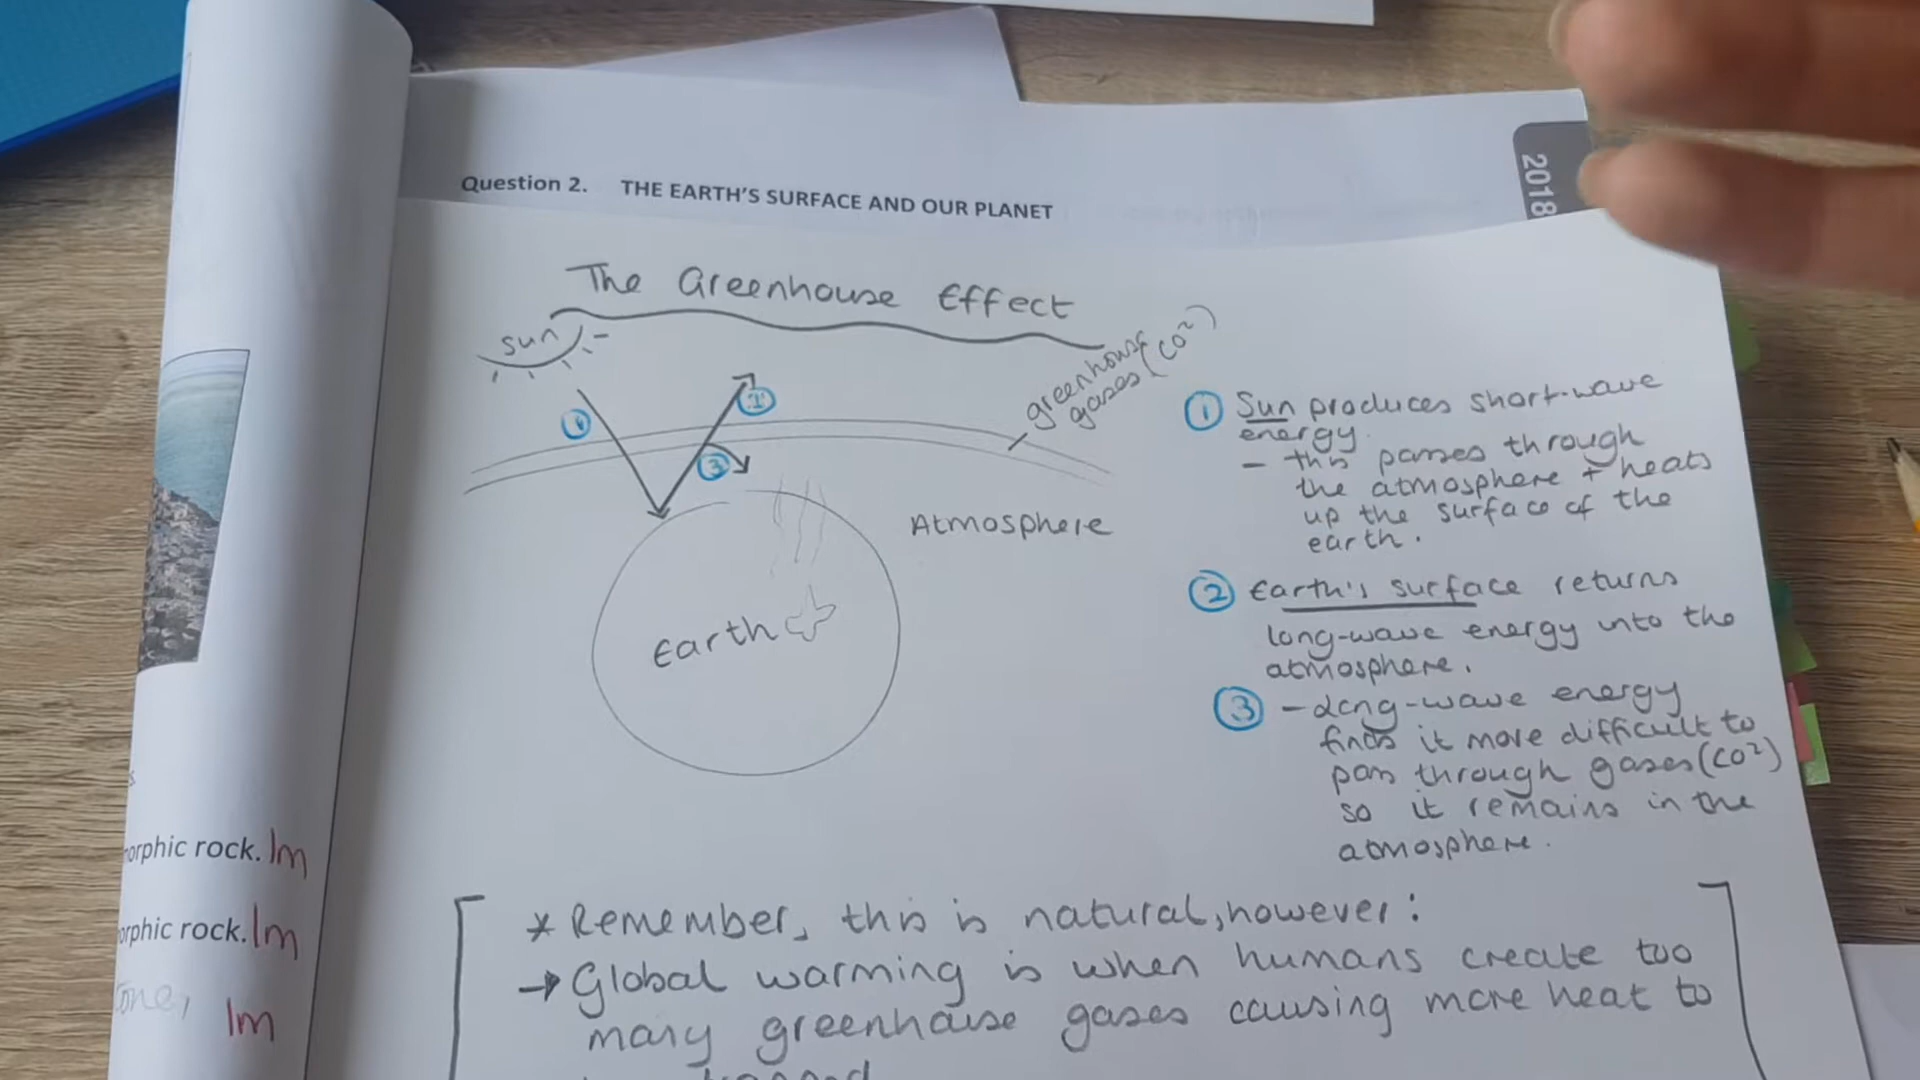 2018
Question 2. THE EARTH'S SURFACE AND OUR PLANET
The Greenhouse Effect
sun
greenhouse
gases (CO²)
1
2
3
Atmosphere
Earth
1 Sun produces short-wave
energy.
- this passes through
the atmosphere + heats
up the surface of the
earth.
2 Earth's surface returns
long-wave energy into the
atmosphere.
3 - Long-wave energy
finds it more difficult to
pass through gases (CO²)
so it remains in the
atmosphere.
* Remember, this is natural, however:
→ Global warming is when humans create too
many greenhouse gases causing more heat to
orphic rock. 1m
orphic rock. 1m
1m